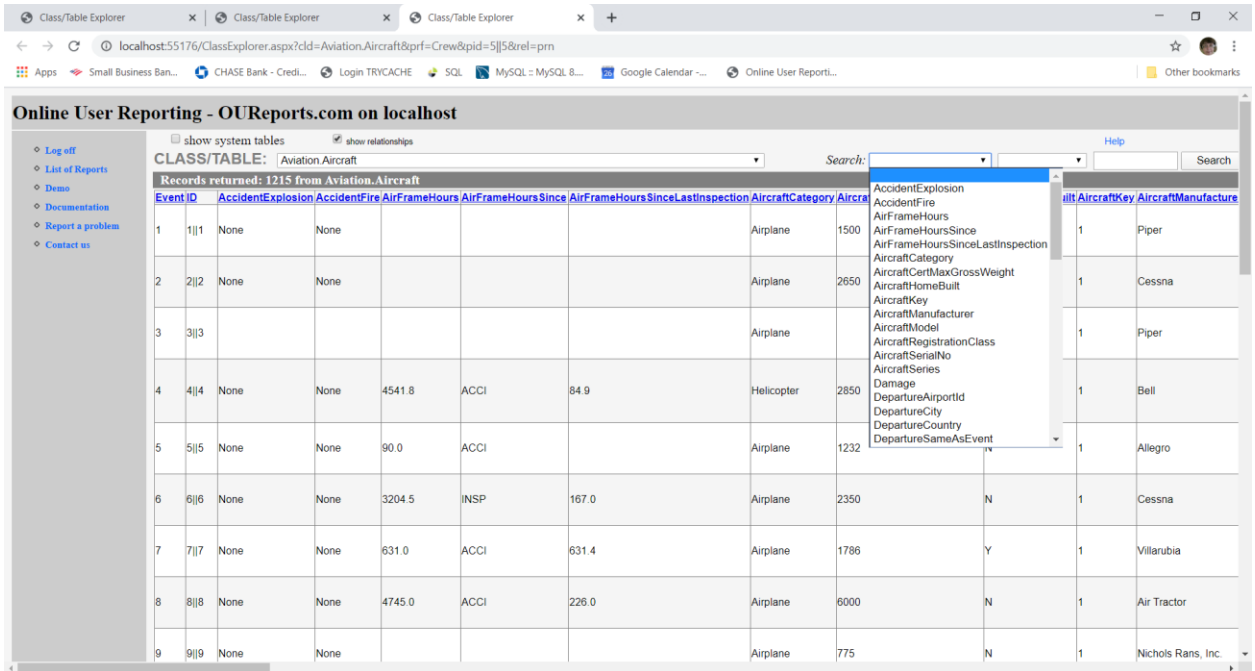 Class/Table Explorer Class/Table Explorer Class/Table Explorer
localhost:55176/ClassExplorer.aspx?cld=Aviation.Aircraft&prf=Crew&pid=5||5&rel=prn
Apps Small Business Ban... CHASE Bank - Credi... Login TRYCACHE SQL MySQL :: MySQL 8.... Google Calendar -... Online User Reporti... Other bookmarks
Online User Reporting - OUReports.com on localhost
Log off
List of Reports
Demo
Documentation
Report a problem
Contact us
show system tables show relationships Help
CLASS/TABLE: Aviation.Aircraft Search: Search
Records returned: 1215 from Aviation.Aircraft
Event ID AccidentExplosion AccidentFire AirFrameHours AirFrameHoursSince AirFrameHoursSinceLastInspection AircraftCategory AircraftKey AircraftManufacture
1 1||1 None None Airplane 1500 1 Piper
2 2||2 None None Airplane 2650 1 Cessna
3 3||3 Airplane 1 Piper
4 4||4 None None 4541.8 ACCI 84.9 Helicopter 2850 1 Bell
5 5||5 None None 90.0 ACCI Airplane 1232 N 1 Allegro
6 6||6 None None 3204.5 INSP 167.0 Airplane 2350 N 1 Cessna
7 7||7 None None 631.0 ACCI 631.4 Airplane 1786 Y 1 Villarubia
8 8||8 None None 4745.0 ACCI 226.0 Airplane 6000 N 1 Air Tractor
9 9||9 None None Airplane 775 N 1 Nichols Rans, Inc.
AccidentExplosion
AccidentFire
AirFrameHours
AirFrameHoursSince
AirFrameHoursSinceLastInspection
AircraftCategory
AircraftCertMaxGrossWeight
AircraftHomeBuilt
AircraftKey
AircraftManufacturer
AircraftModel
AircraftRegistrationClass
AircraftSerialNo
AircraftSeries
Damage
DepartureAirportId
DepartureCity
DepartureCountry
DepartureSameAsEvent